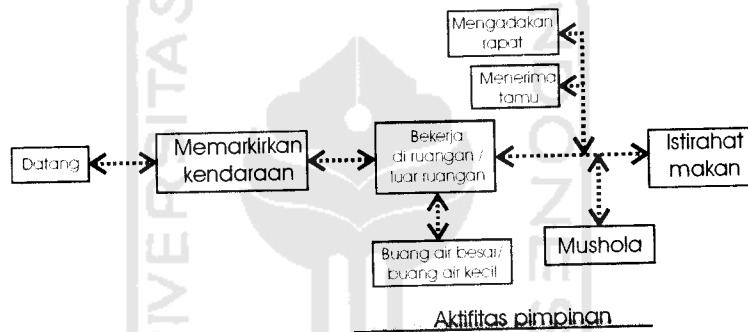 Mengadakan
rapat
Menerima
tamu
Datang
Memarkirkan
kendaraan
Bekerja
di ruangan /
luar ruangan
Istirahat
makan
Buang air besar/
buang air kecil
Mushola
Aktifitas pimpinan